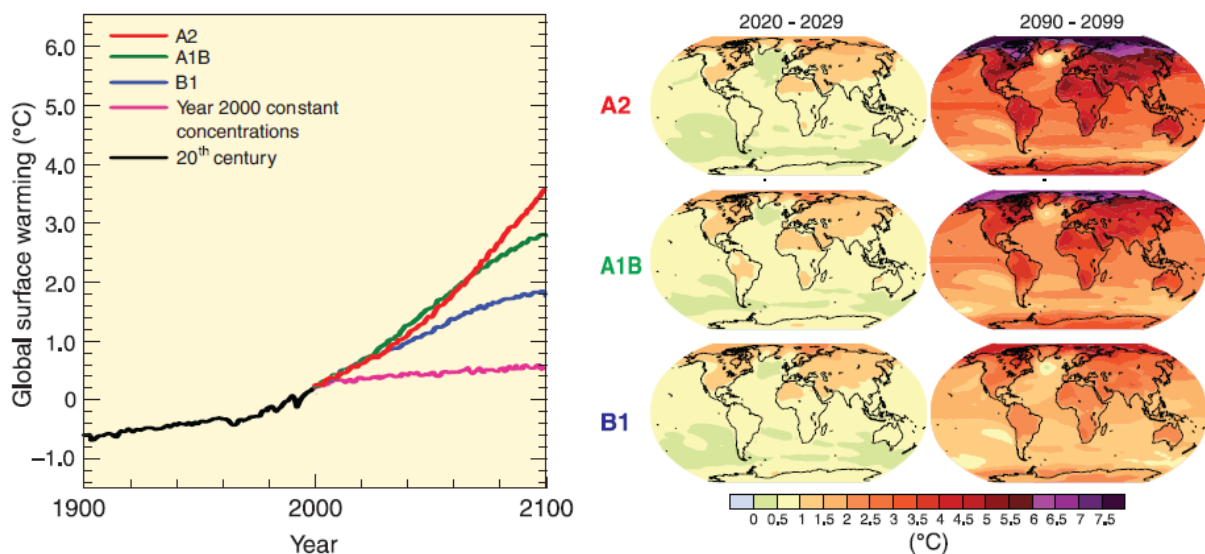 Global surface warming (°C)
6.0
5.0
4.0
3.0
2.0
1.0
0
−1.0
A2
A1B
B1
Year 2000 constant
concentrations
20th century
1900
2000
2100
Year
2020 - 2029
2090 - 2099
A2
A1B
B1
0 0.5 1 1.5 2 2.5 3 3.5 4 4.5 5 5.5 6 6.5 7 7.5
(°C)